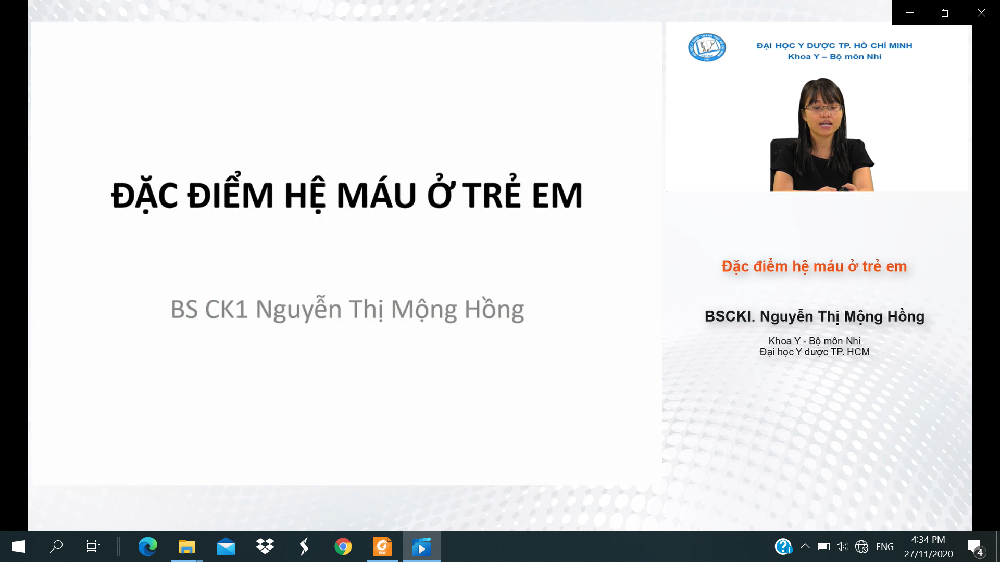 ĐẶC ĐIỂM HỆ MÁU Ở TRẺ EM
BS CK1 Nguyễn Thị Mộng Hồng
ĐẠI HỌC Y DƯỢC TP. HỒ CHÍ MINH
Khoa Y – Bộ môn Nhi
Đặc điểm hệ máu ở trẻ em
BSCKI. Nguyễn Thị Mộng Hồng
Khoa Y - Bộ môn Nhi
Đại học Y dược TP. HCM
PDF
ENG
4:34 PM
27/11/2020
4